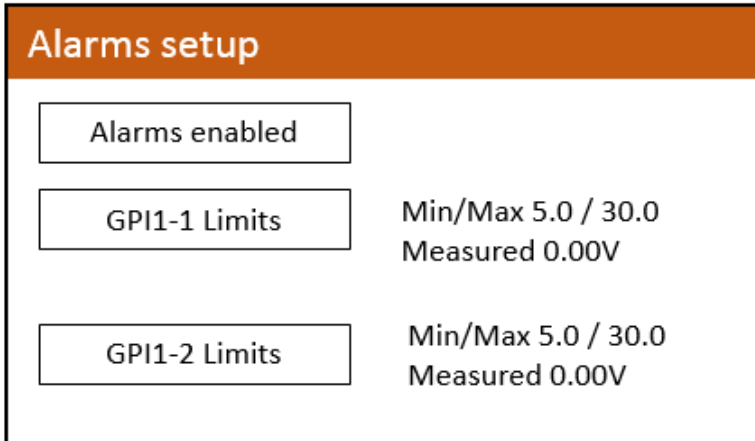 Alarms setup
Alarms enabled
GPI1-1 Limits
Min/Max 5.0 / 30.0
Measured 0.00V
GPI1-2 Limits
Min/Max 5.0 / 30.0
Measured 0.00V